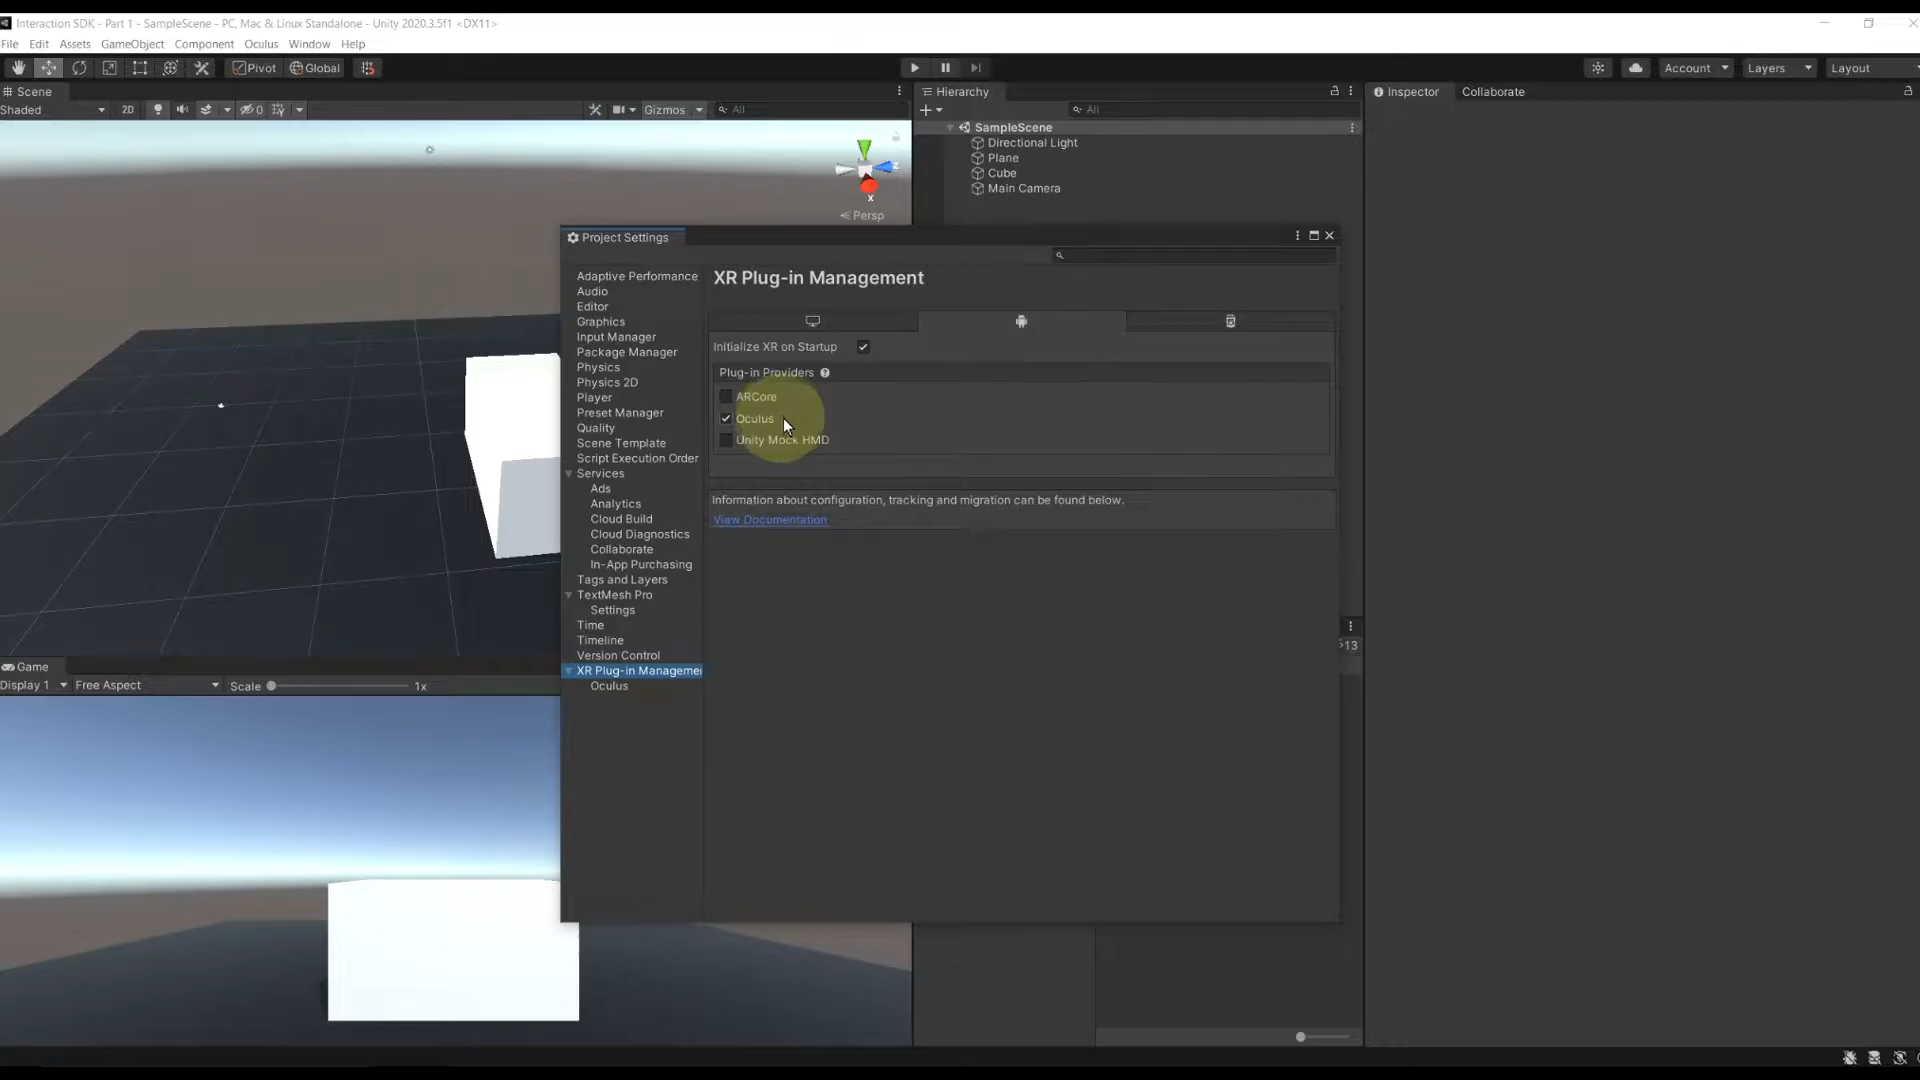 Interaction SDK - Part 1 - SampleScene - PC, Mac & Linux Standalone - Unity 2020.3.5f1 <DX11>
File Edit Assets GameObject Component Oculus Window Help
Pivot Global Account Layers Layout
Scene
Shaded 2D 0 Gizmos All
x
Persp
Hierarchy
All
SampleScene
Directional Light
Plane
Cube
Main Camera
Inspector Collaborate
Project Settings
Adaptive Performance
Audio
Editor
Graphics
Input Manager
Package Manager
Physics
Physics 2D
Player
Preset Manager
Quality
Scene Template
Script Execution Order
Services
Ads
Analytics
Cloud Build
Cloud Diagnostics
Collaborate
In-App Purchasing
Tags and Layers
TextMesh Pro
Settings
Time
Timeline
Version Control
XR Plug-in Managemen
Oculus
XR Plug-in Management
Initialize XR on Startup
Plug-in Providers
ARCore
Oculus
Unity Mock HMD
Information about configuration, tracking and migration can be found below.
View Documentation
13
Game
Display 1 Free Aspect Scale 1x